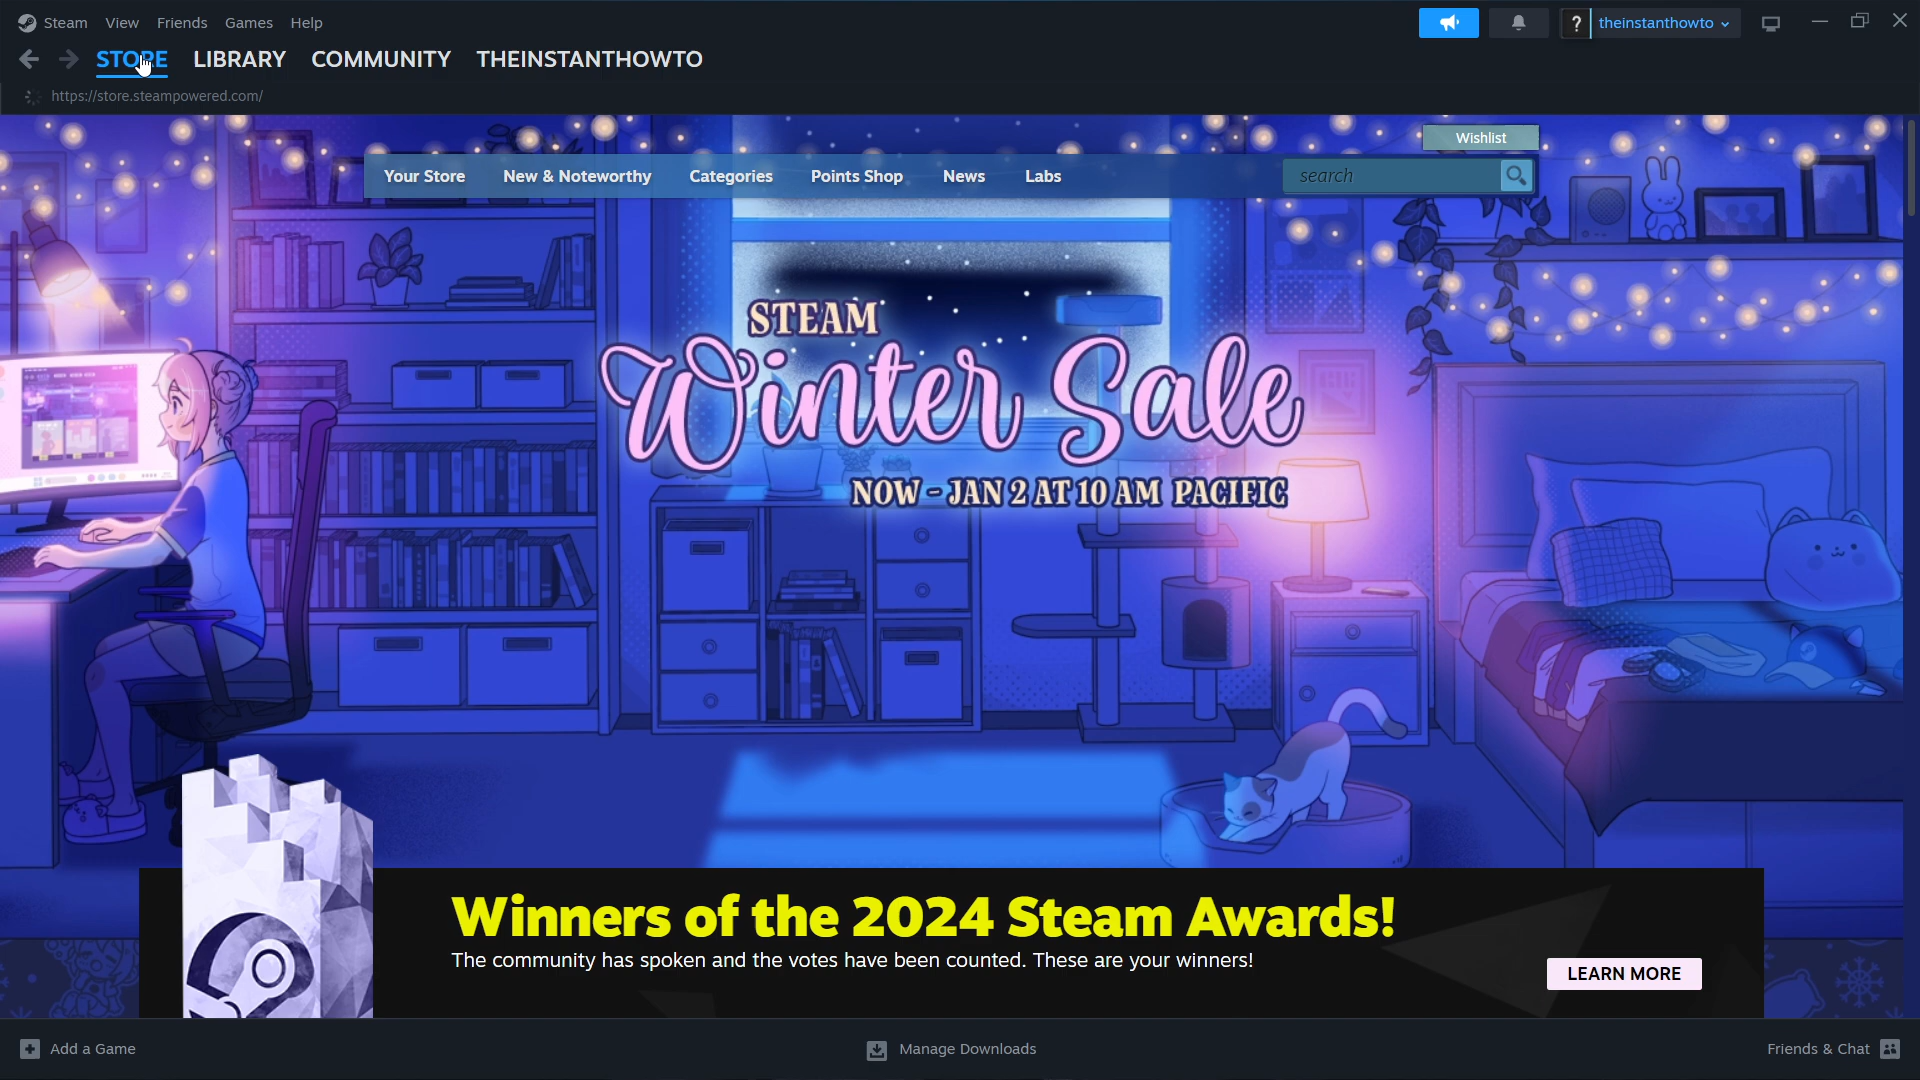 Steam View Friends Games Help
? theinstanthowto
STORE LIBRARY COMMUNITY THEINSTANTHOWTO
https://store.steampowered.com/
Wishlist
Your Store New & Noteworthy Categories Points Shop News Labs search
STEAM
Winter Sale
NOW - JAN 2 AT 10 AM PACIFIC
Winners of the 2024 Steam Awards!
The community has spoken and the votes have been counted. These are your winners!
LEARN MORE
Add a Game Manage Downloads Friends & Chat